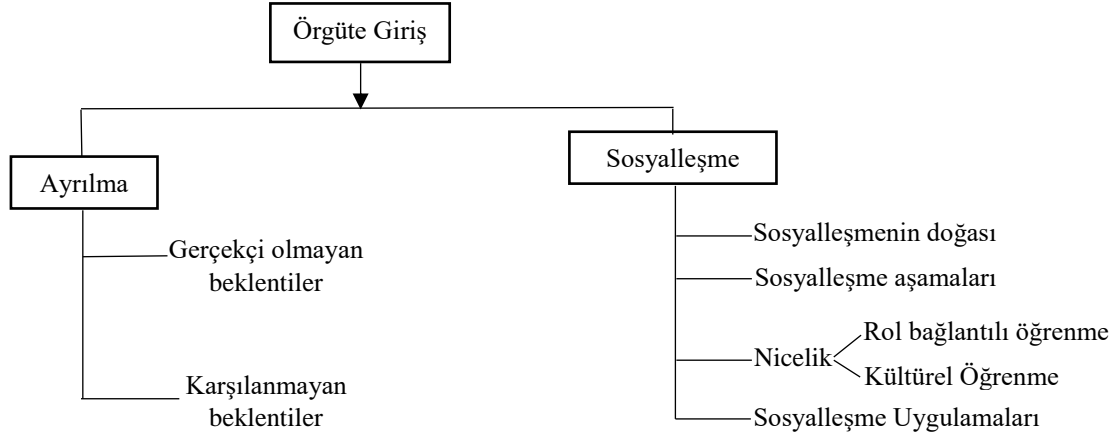 Örgüte Giriş
Ayrılma
Sosyalleşme
Gerçekçi olmayan
beklentiler
Karşılanmayan
beklentiler
Sosyalleşmenin doğası
Sosyalleşme aşamaları
Nicelik
Rol bağlantılı öğrenme
Kültürel Öğrenme
Sosyalleşme Uygulamaları